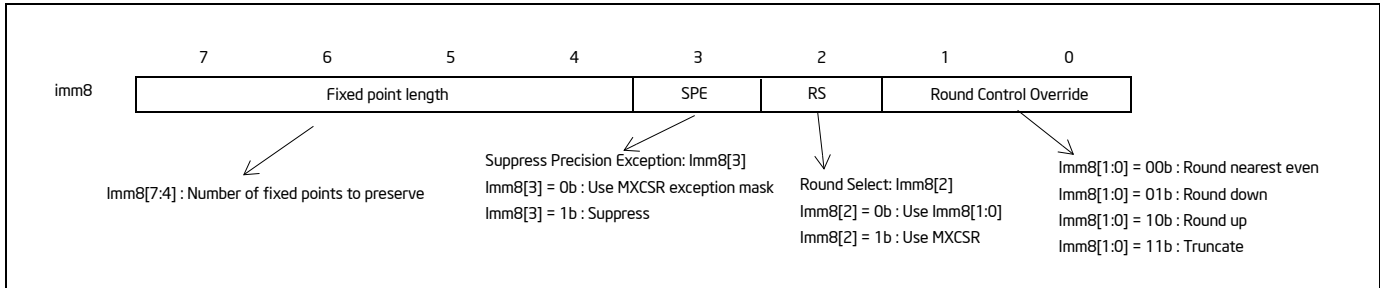 7 6 5 4 3 2 1 0
imm8 Fixed point length SPE RS Round Control Override
Imm8[7:4] : Number of fixed points to preserve
Suppress Precision Exception: Imm8[3]
Imm8[3] = 0b : Use MXCSR exception mask
Imm8[3] = 1b : Suppress
Round Select: Imm8[2]
Imm8[2] = 0b : Use Imm8[1:0]
Imm8[2] = 1b : Use MXCSR
Imm8[1:0] = 00b : Round nearest even
Imm8[1:0] = 01b : Round down
Imm8[1:0] = 10b : Round up
Imm8[1:0] = 11b : Truncate